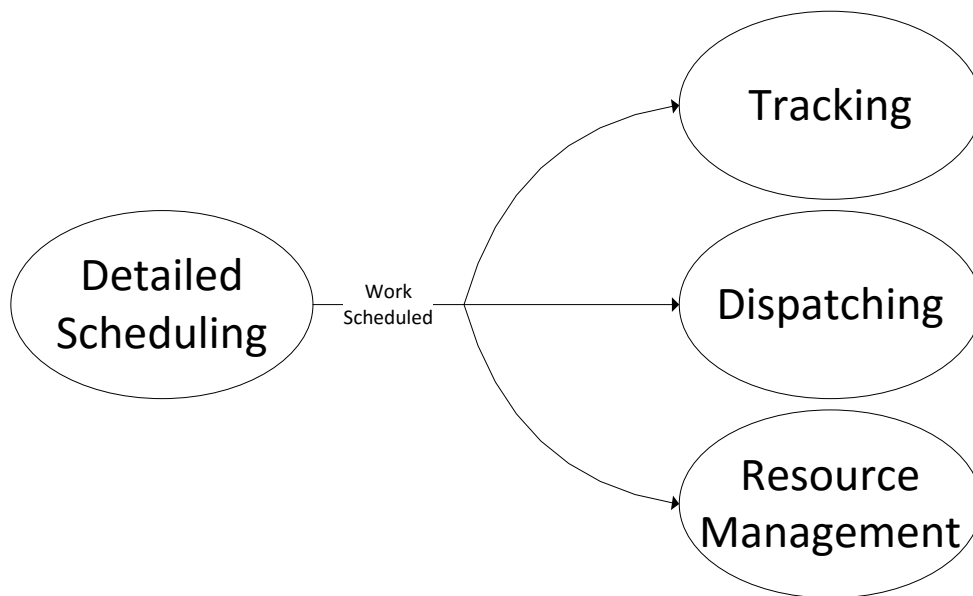 Detailed
Scheduling
Work
Scheduled
Tracking
Dispatching
Resource
Management